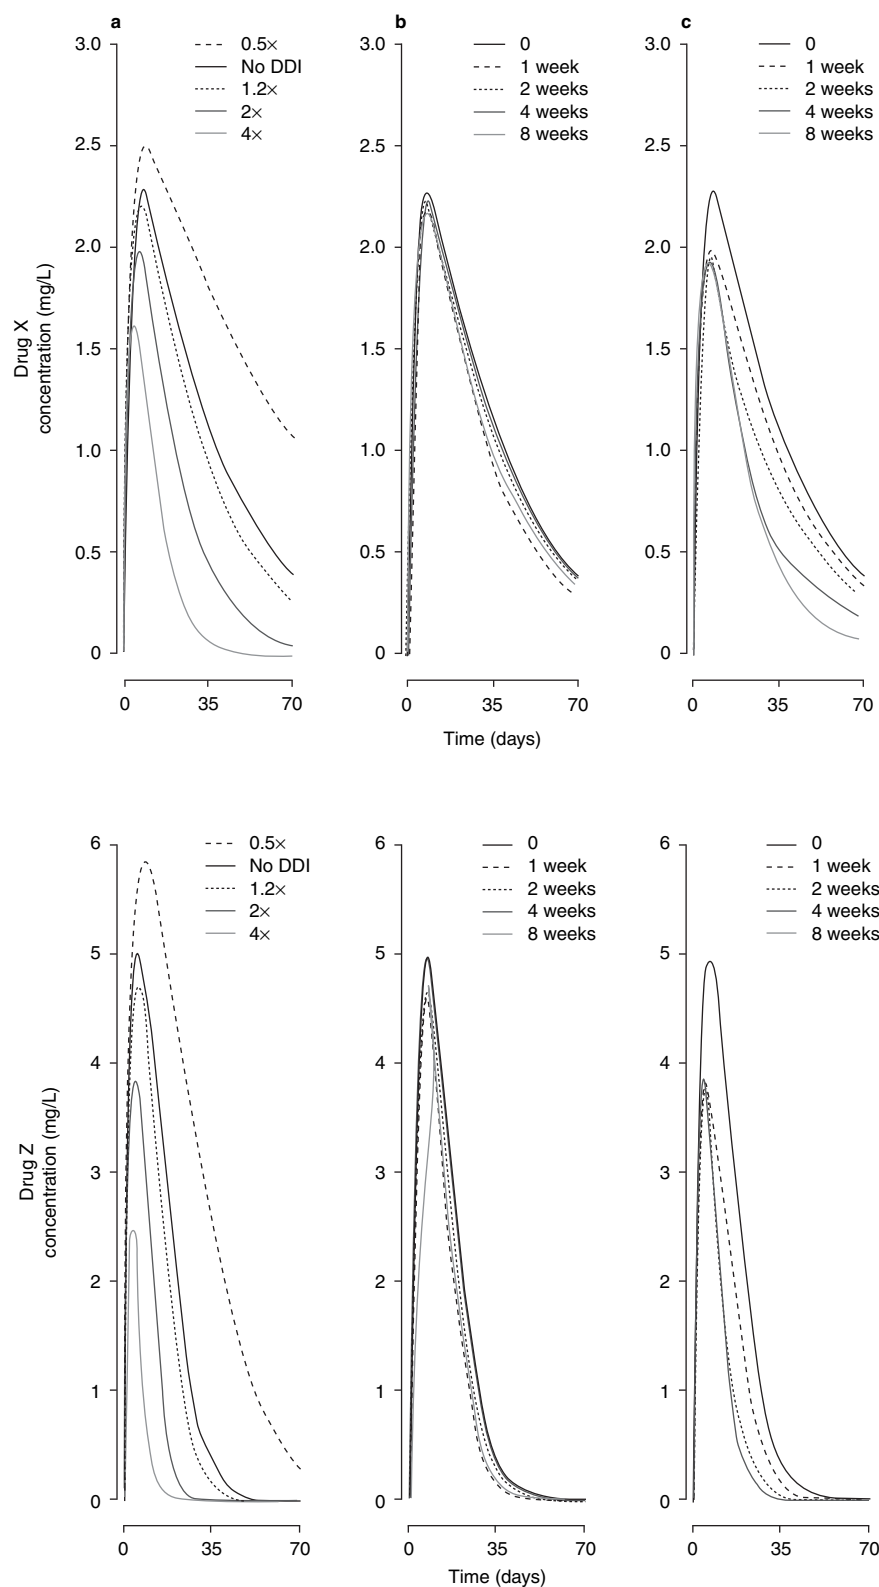 a
b
c
3.0
2.5
2.0
1.5
1.0
0.5
0
0.5×
No DDI
1.2×
2×
4×
0
35
70
3.0
2.5
2.0
1.5
1.0
0.5
0
0
1 week
2 weeks
4 weeks
8 weeks
0
35
70
3.0
2.5
2.0
1.5
1.0
0.5
0
0
1 week
2 weeks
4 weeks
8 weeks
0
35
70
Drug X
concentration (mg/L)
Time (days)
6
5
4
3
2
1
0
0.5×
No DDI
1.2×
2×
4×
0
35
70
6
5
4
3
2
1
0
0
1 week
2 weeks
4 weeks
8 weeks
0
35
70
6
5
4
3
2
1
0
0
1 week
2 weeks
4 weeks
8 weeks
0
35
70
Drug Z
concentration (mg/L)
Time (days)